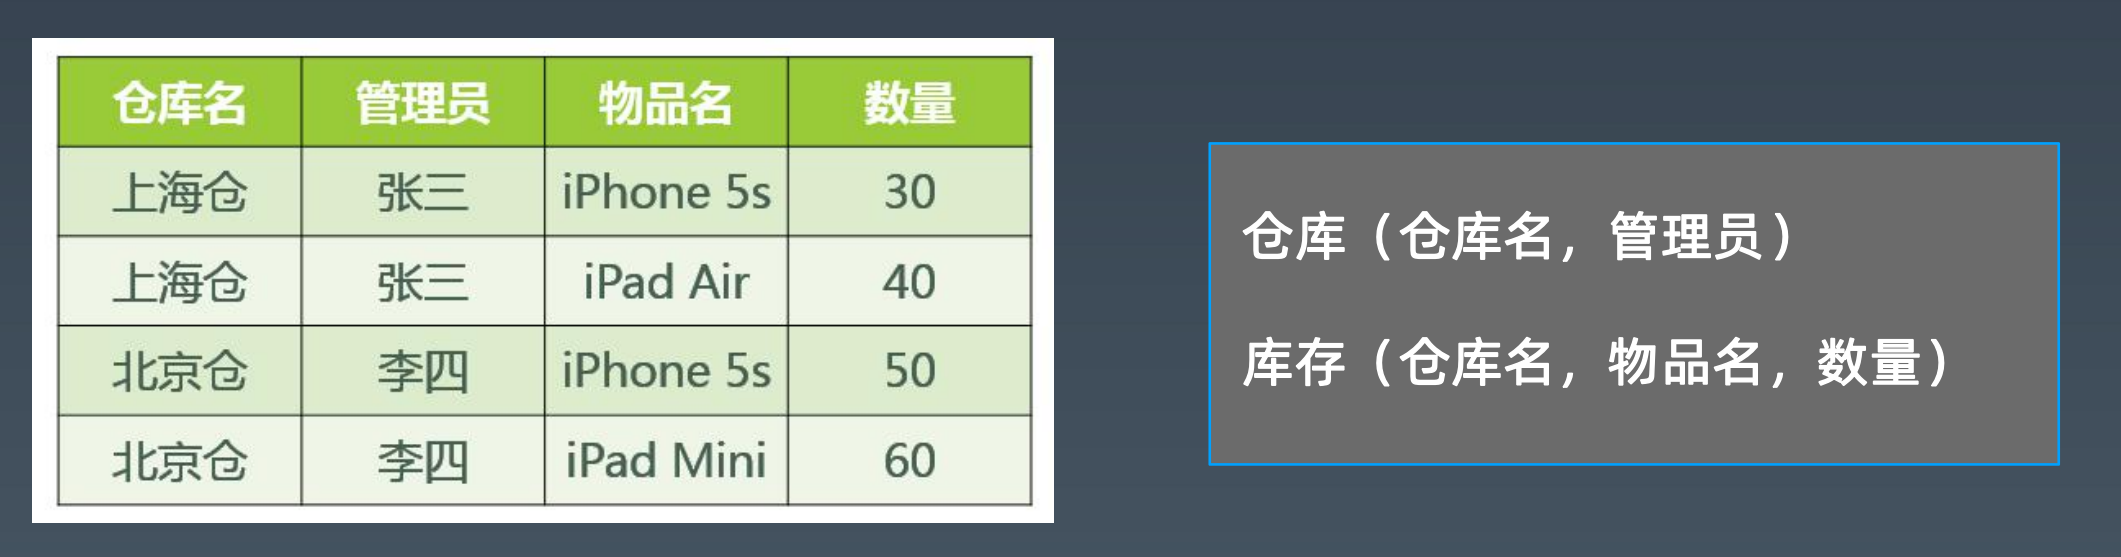 仓库名 管理员 物品名 数量
上海仓 张三 iPhone 5s 30
上海仓 张三 iPad Air 40
北京仓 李四 iPhone 5s 50
北京仓 李四 iPad Mini 60
仓库（仓库名，管理员）
库存（仓库名，物品名，数量）